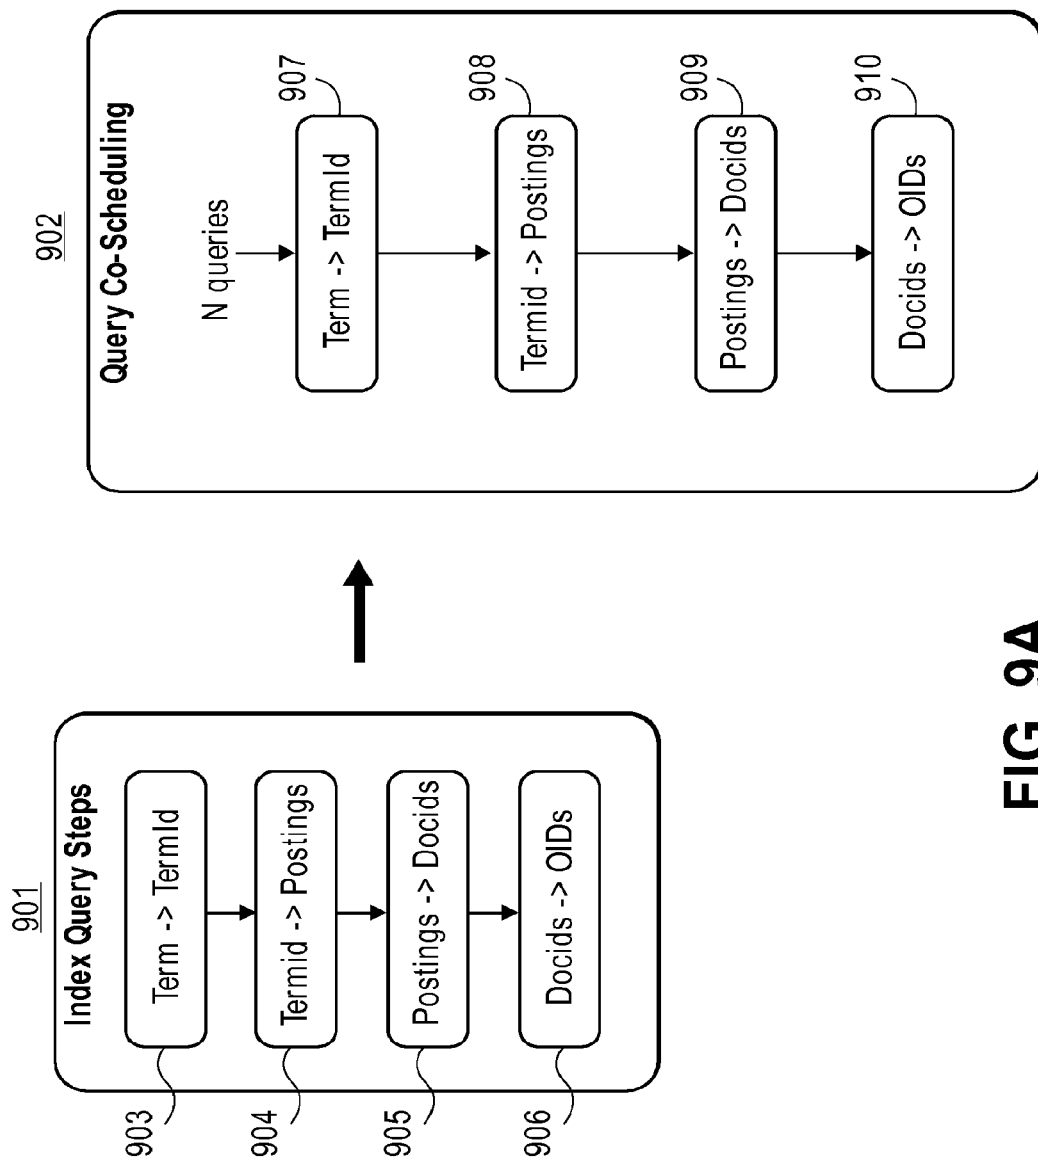 901
Index Query Steps
903
Term -> TermId
904
Termid -> Postings
905
Postings -> Docids
906
Docids -> OIDs
902
Query Co-Scheduling
N queries
907
Term -> TermId
908
Termid -> Postings
909
Postings -> Docids
910
Docids -> OIDs
FIG. 9A